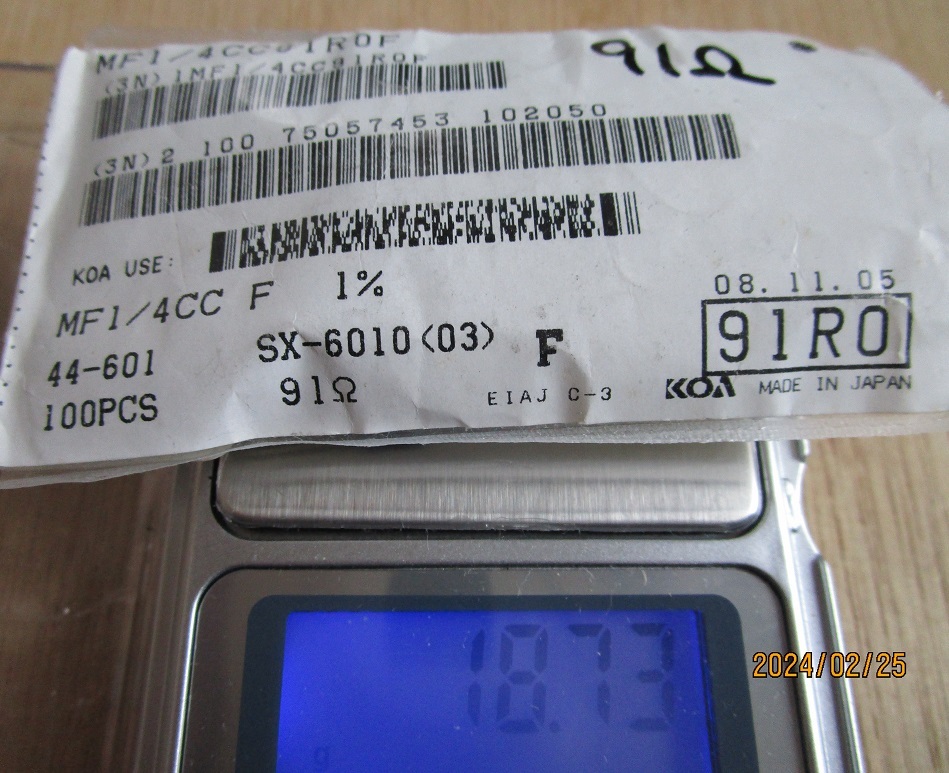 MF1/4CC91R0F
91Ω
(3N)1MF1/4CC91R0F
(3N)2 100 75057453 102050
KOA USE:
MF1/4CC F 1%
08.11.05
44-601 SX-6010(03) F
91R0
100PCS 91Ω EIAJ C-3
KOA MADE IN JAPAN
18.73
g
2024/02/25